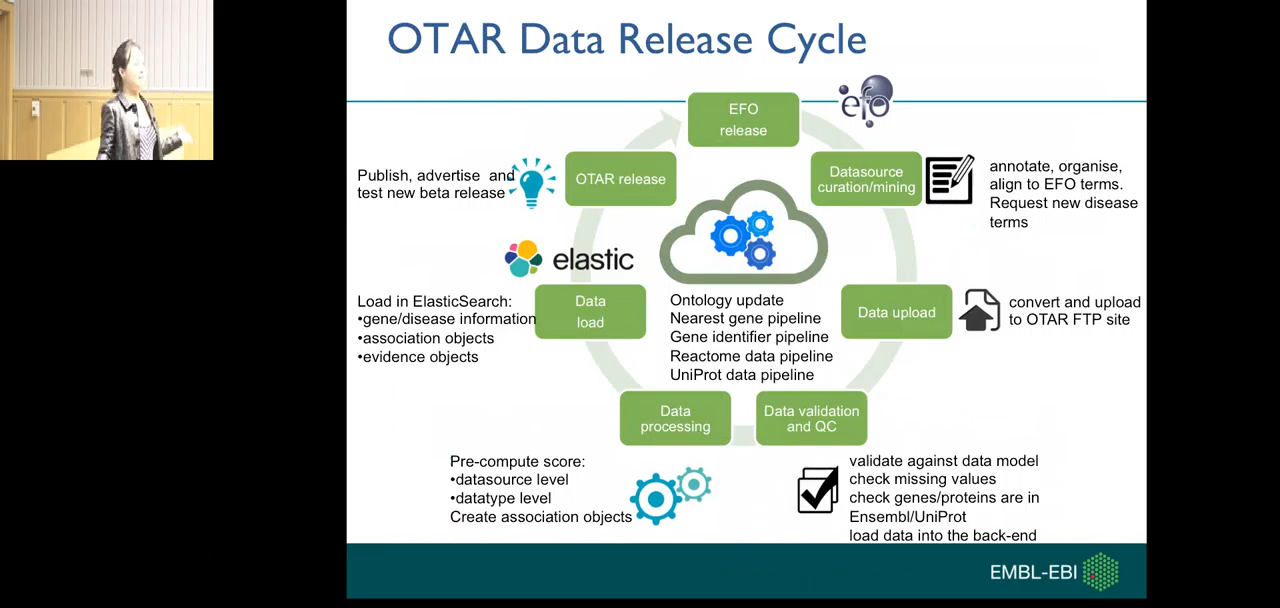 OTAR Data Release Cycle
efo
EFO
release
Datasource
curation/mining
annotate, organise,
align to EFO terms.
Request new disease
terms
Data upload
convert and upload
to OTAR FTP site
Data validation
and QC
validate against data model
check missing values
check genes/proteins are in
Ensembl/UniProt
load data into the back-end
Data
processing
Pre-compute score:
•datasource level
•datatype level
Create association objects
Data
load
elastic
Load in ElasticSearch:
•gene/disease information
•association objects
•evidence objects
OTAR release
Publish, advertise and
test new beta release
Ontology update
Nearest gene pipeline
Gene identifier pipeline
Reactome data pipeline
UniProt data pipeline
EMBL-EBI